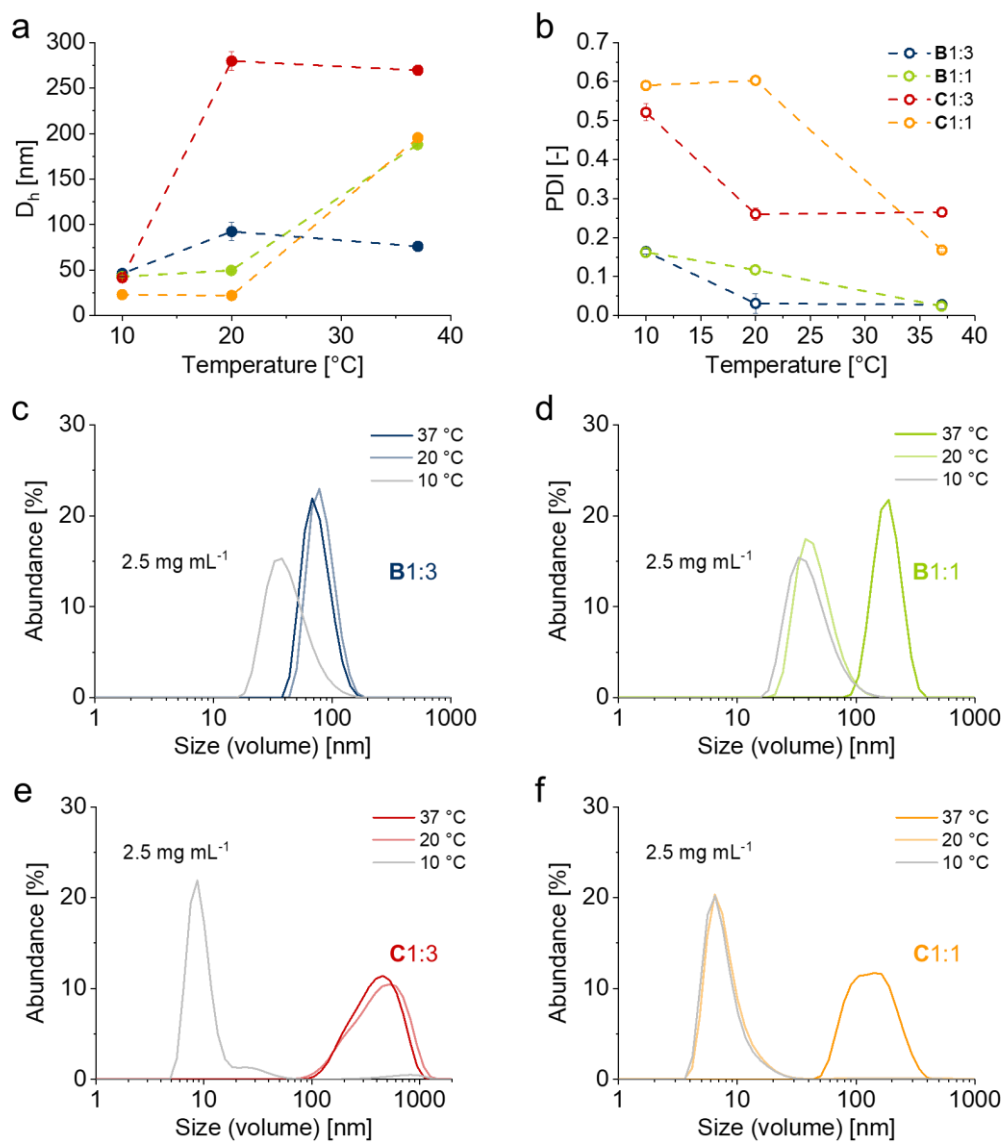 a
300
250
200
150
100
50
0
D_h [nm]
10 20 30 40
Temperature [°C]
b
0.7
0.6
0.5
0.4
0.3
0.2
0.1
0.0
PDI [-]
B1:3
B1:1
C1:3
C1:1
10 15 20 25 30 35 40
Temperature [°C]
c
30
20
10
0
Abundance [%]
37 °C
20 °C
10 °C
2.5 mg mL⁻¹
B1:3
1 10 100 1000
Size (volume) [nm]
d
30
20
10
0
Abundance [%]
37 °C
20 °C
10 °C
2.5 mg mL⁻¹
B1:1
1 10 100 1000
Size (volume) [nm]
e
30
20
10
0
Abundance [%]
37 °C
20 °C
10 °C
2.5 mg mL⁻¹
C1:3
1 10 100 1000
Size (volume) [nm]
f
30
20
10
0
Abundance [%]
37 °C
20 °C
10 °C
2.5 mg mL⁻¹
C1:1
1 10 100 1000
Size (volume) [nm]